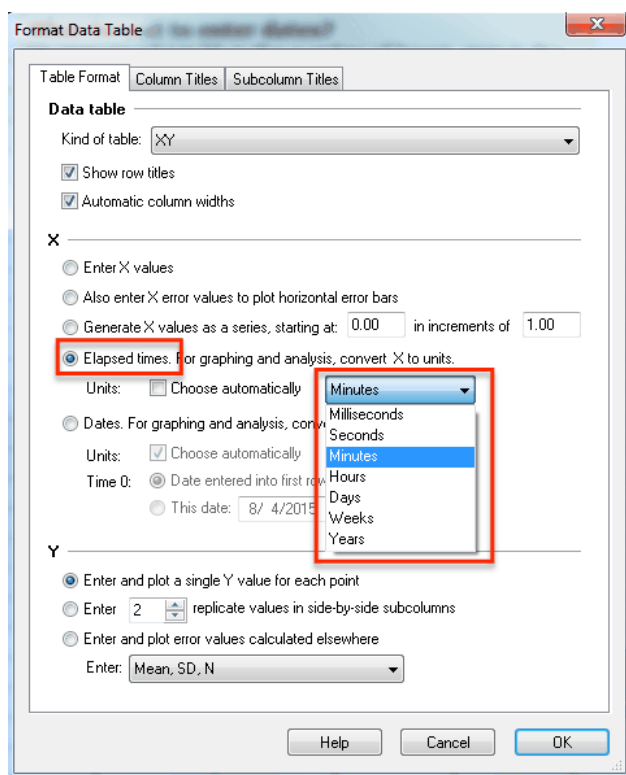 Format Data Table
Table Format Column Titles Subcolumn Titles
Data table
Kind of table: XY
Show row titles
Automatic column widths
X
Enter X values
Also enter X error values to plot horizontal error bars
Generate X values as a series, starting at: 0.00 in increments of 1.00
Elapsed times. For graphing and analysis, convert X to units.
Units: Choose automatically Minutes
Milliseconds
Dates. For graphing and analysis,
Seconds
Units: Choose automatically Minutes
Time 0: Date entered into first Hours
Days
This date: 8/ 4/2015
Weeks
Years
Y
Enter and plot a single Y value for each point
Enter 2 replicate values in side-by-side subcolumns
Enter and plot error values calculated elsewhere
Enter: Mean, SD, N
Help Cancel OK